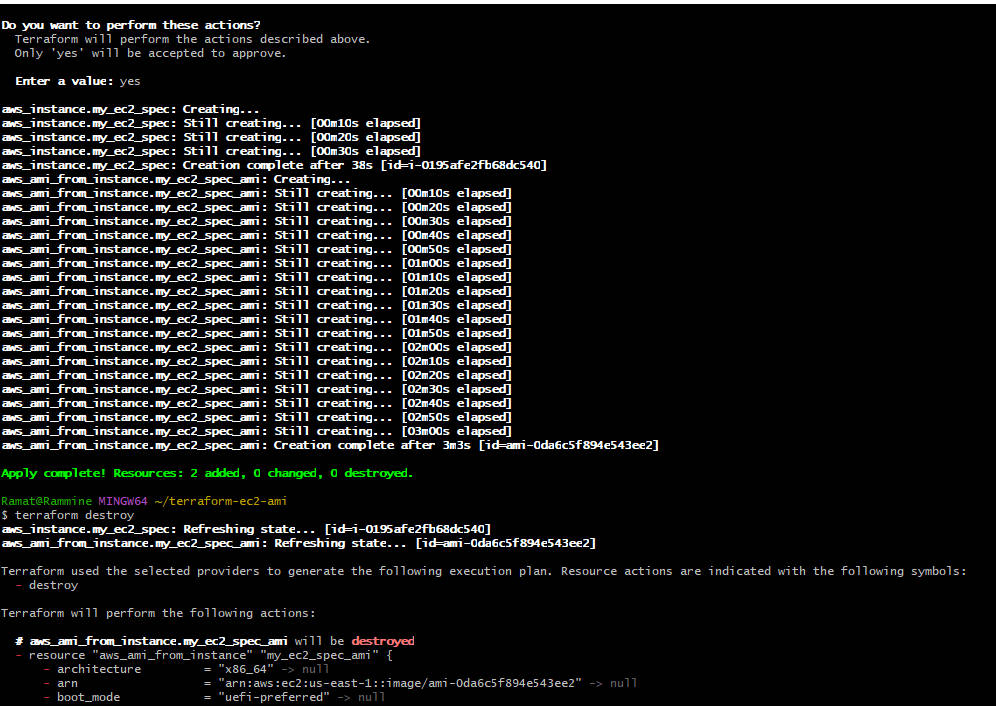 Do you want to perform these actions?
  Terraform will perform the actions described above.
  Only 'yes' will be accepted to approve.
  Enter a value: yes
aws_instance.my_ec2_spec: Creating...
aws_instance.my_ec2_spec: Still creating... [00m10s elapsed]
aws_instance.my_ec2_spec: Still creating... [00m20s elapsed]
aws_instance.my_ec2_spec: Still creating... [00m30s elapsed]
aws_instance.my_ec2_spec: Creation complete after 38s [id=i-0195afe2fb68dc540]
aws_ami_from_instance.my_ec2_spec_ami: Creating...
aws_ami_from_instance.my_ec2_spec_ami: Still creating... [00m10s elapsed]
aws_ami_from_instance.my_ec2_spec_ami: Still creating... [00m20s elapsed]
aws_ami_from_instance.my_ec2_spec_ami: Still creating... [00m30s elapsed]
aws_ami_from_instance.my_ec2_spec_ami: Still creating... [00m40s elapsed]
aws_ami_from_instance.my_ec2_spec_ami: Still creating... [00m50s elapsed]
aws_ami_from_instance.my_ec2_spec_ami: Still creating... [01m00s elapsed]
aws_ami_from_instance.my_ec2_spec_ami: Still creating... [01m10s elapsed]
aws_ami_from_instance.my_ec2_spec_ami: Still creating... [01m20s elapsed]
aws_ami_from_instance.my_ec2_spec_ami: Still creating... [01m30s elapsed]
aws_ami_from_instance.my_ec2_spec_ami: Still creating... [01m40s elapsed]
aws_ami_from_instance.my_ec2_spec_ami: Still creating... [01m50s elapsed]
aws_ami_from_instance.my_ec2_spec_ami: Still creating... [02m00s elapsed]
aws_ami_from_instance.my_ec2_spec_ami: Still creating... [02m10s elapsed]
aws_ami_from_instance.my_ec2_spec_ami: Still creating... [02m20s elapsed]
aws_ami_from_instance.my_ec2_spec_ami: Still creating... [02m30s elapsed]
aws_ami_from_instance.my_ec2_spec_ami: Still creating... [02m40s elapsed]
aws_ami_from_instance.my_ec2_spec_ami: Still creating... [02m50s elapsed]
aws_ami_from_instance.my_ec2_spec_ami: Still creating... [03m00s elapsed]
aws_ami_from_instance.my_ec2_spec_ami: Creation complete after 3m3s [id=ami-0da6c5f894e543ee2]
Apply complete! Resources: 2 added, 0 changed, 0 destroyed.
Ramat@Rammine MINGW64 ~/terraform-ec2-ami
$ terraform destroy
aws_instance.my_ec2_spec: Refreshing state... [id=i-0195afe2fb68dc540]
aws_ami_from_instance.my_ec2_spec_ami: Refreshing state... [id=ami-0da6c5f894e543ee2]
Terraform used the selected providers to generate the following execution plan. Resource actions are indicated with the following symbols:
  - destroy
Terraform will perform the following actions:
  # aws_ami_from_instance.my_ec2_spec_ami will be destroyed
  - resource "aws_ami_from_instance" "my_ec2_spec_ami" {
      - architecture         = "x86_64" -> null
      - arn                  = "arn:aws:ec2:us-east-1::image/ami-0da6c5f894e543ee2" -> null
      - boot_mode            = "uefi-preferred" -> null